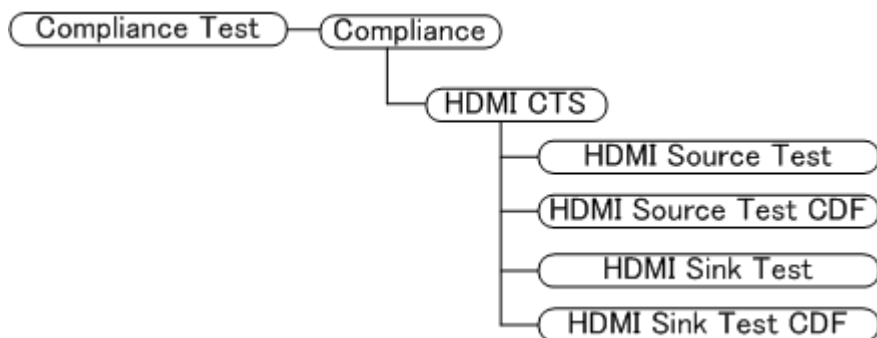 Compliance Test
Compliance
HDMI CTS
HDMI Source Test
HDMI Source Test CDF
HDMI Sink Test
HDMI Sink Test CDF